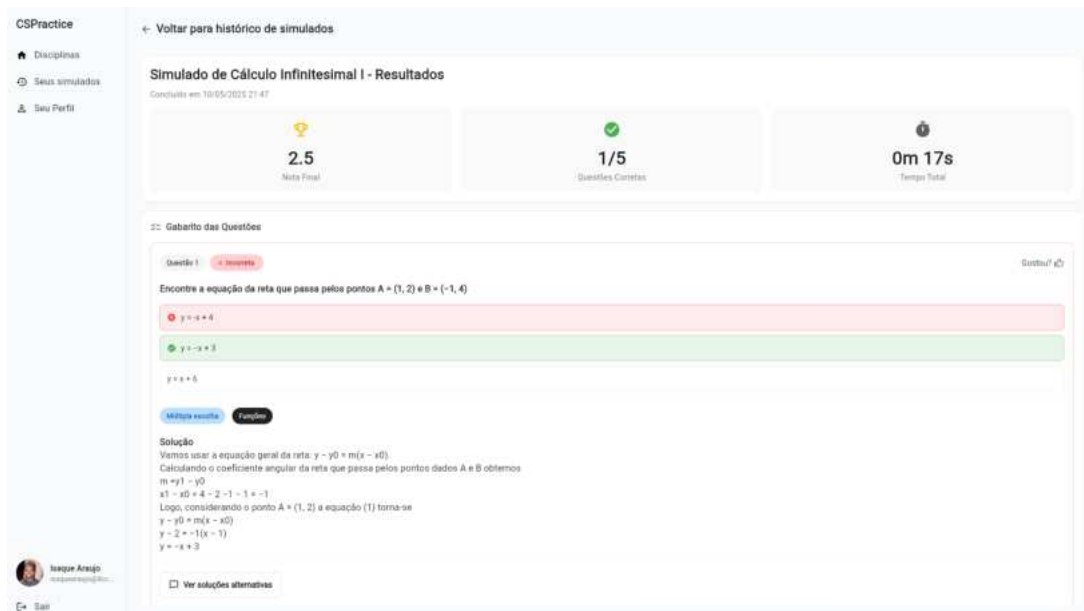 CSPractice
← Voltar para histórico de simulados
Disciplinas
Seus simulados
Seu Perfil
Simulado de Cálculo Infinitesimal I - Resultados
Concluído em 10/05/2025 21:47
2.5
Nota Final
1/5
Questões Corretas
0m 17s
Tempo Total
Gabarito das Questões
Questão 1 × Incorreta Gostou?
Encontre a equação da reta que passa pelos pontos A = (1, 2) e B = (−1, 4)
y = -x + 4
y = -x + 3
y = x + 6
Múltipla escolha Funções
Solução
Vamos usar a equação geral da reta: y − y0 = m(x − x0).
Calculando o coeficiente angular da reta que passa pelos pontos dados A e B obtemos
m =y1 − y0
x1 − x0 = 4 − 2 −1 − 1 = −1
Logo, considerando o ponto A = (1, 2) a equação (1) torna-se
y − y0 = m(x − x0)
y − 2 = −1(x − 1)
y = −x + 3
Ver soluções alternativas
Isaque Araujo
Sair